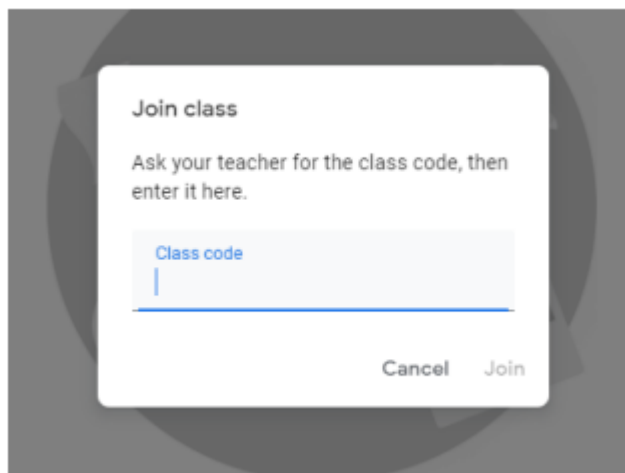 Join class
Ask your teacher for the class code, then
enter it here.
Class code
Cancel Join